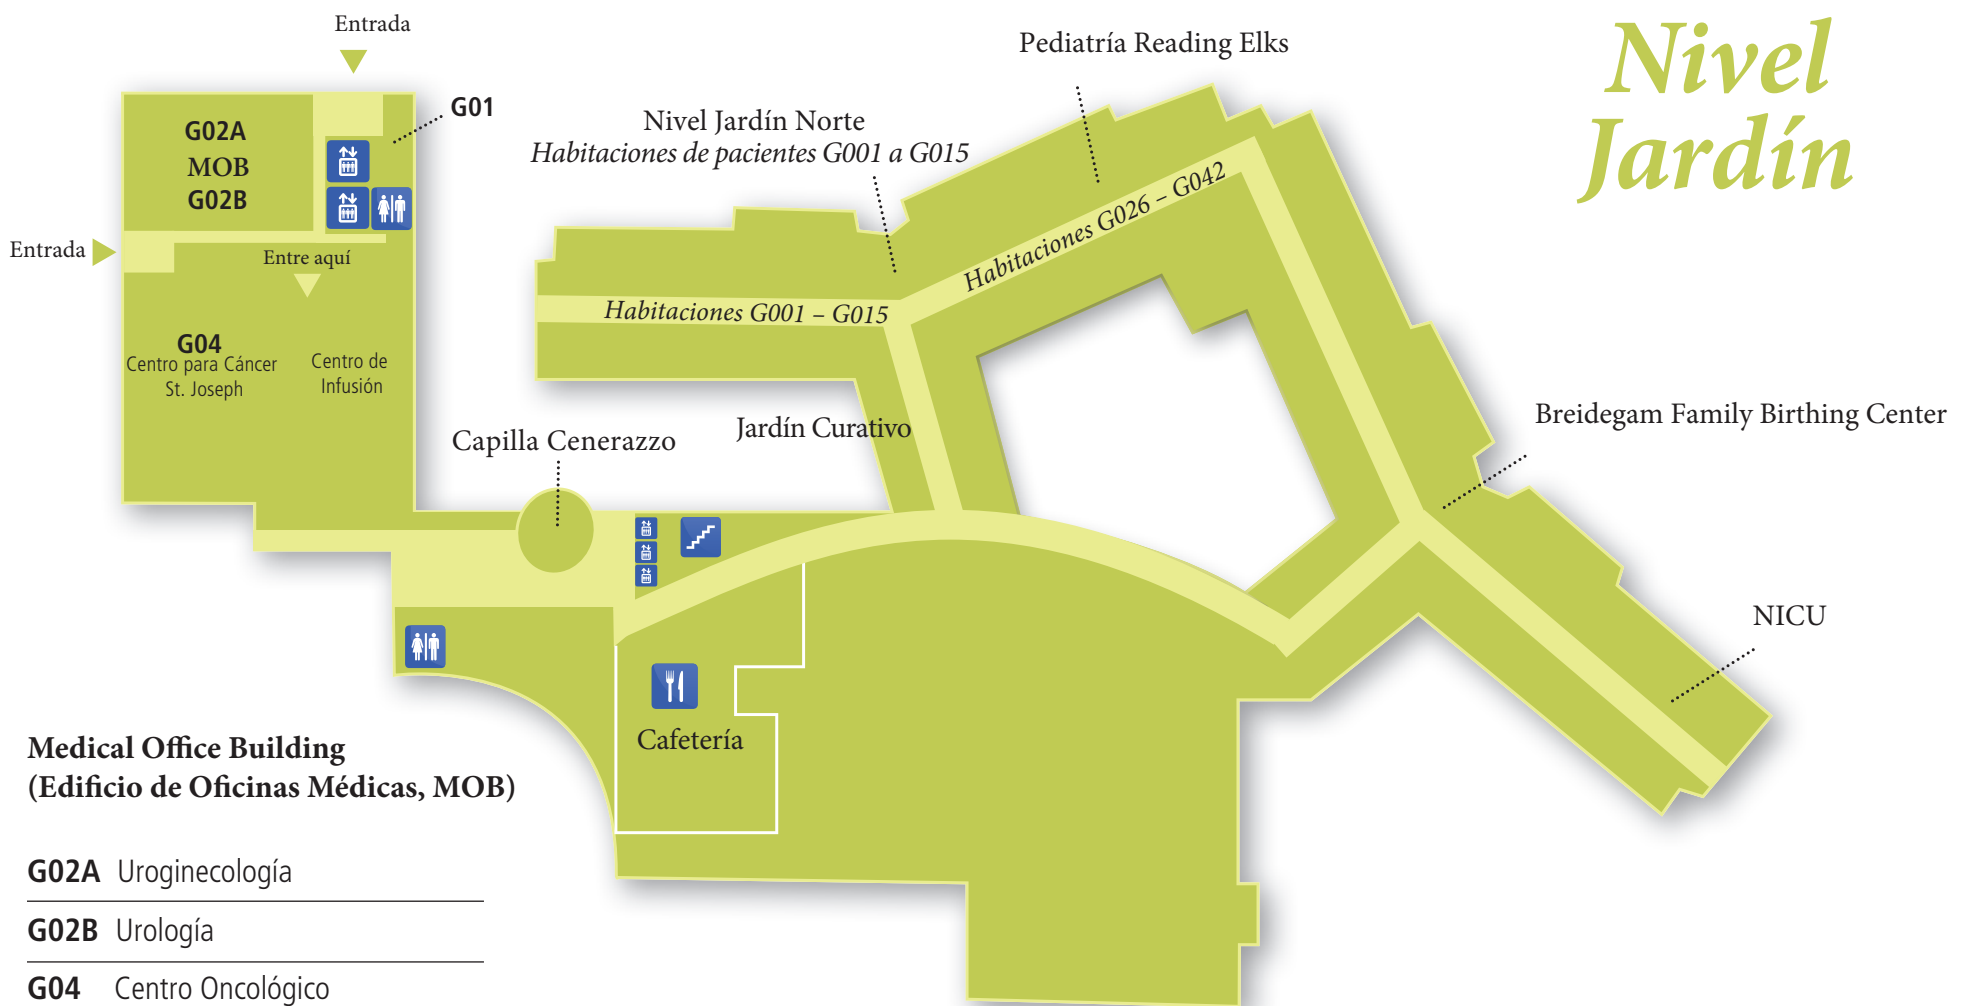 Nivel
Jardín
Entrada
Pediatría Reading Elks
G01
Nivel Jardín Norte
Habitaciones de pacientes G001 a G015
G02A
MOB
G02B
Habitaciones G026 – G042
Entrada
Entre aquí
Habitaciones G001 – G015
G04
Centro para Cáncer
St. Joseph
Centro de
Infusión
Jardín Curativo
Capilla Cenerazzo
Breidegam Family Birthing Center
NICU
Cafetería
Medical Office Building
(Edificio de Oficinas Médicas, MOB)
G02A Uroginecología
G02B Urología
G04 Centro Oncológico